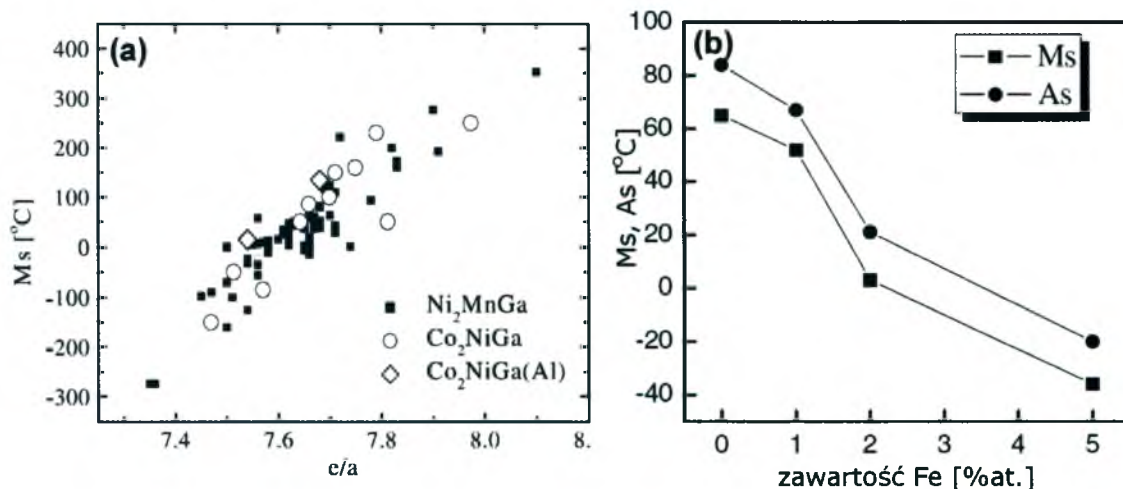 (a)
400
300
200
100
0
-100
-200
-300
Ms [°C]
7.4
7.6
7.8
8.0
8.
e/a
Ni₂MnGa
Co₂NiGa
Co₂NiGa(Al)
(b)
100
80
60
40
20
0
-20
-40
Ms, As [°C]
0
1
2
3
4
5
zawartość Fe [%at.]
Ms
As